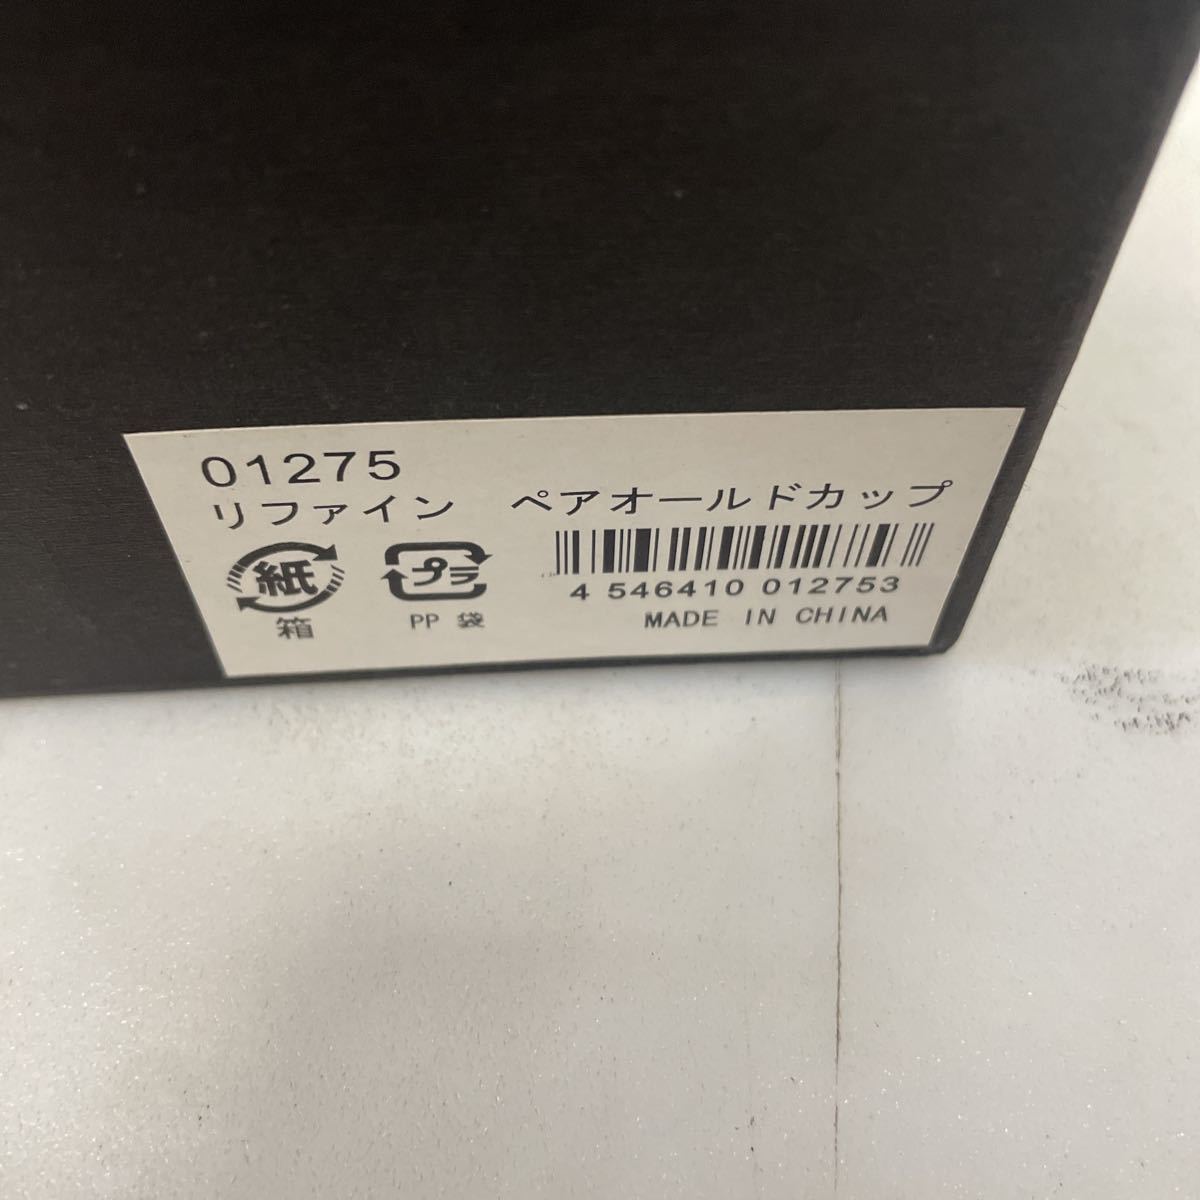 01275
リファイン ペアオールドカップ
紙
箱
プラ
PP 袋
4 546410 012753
MADE IN CHINA